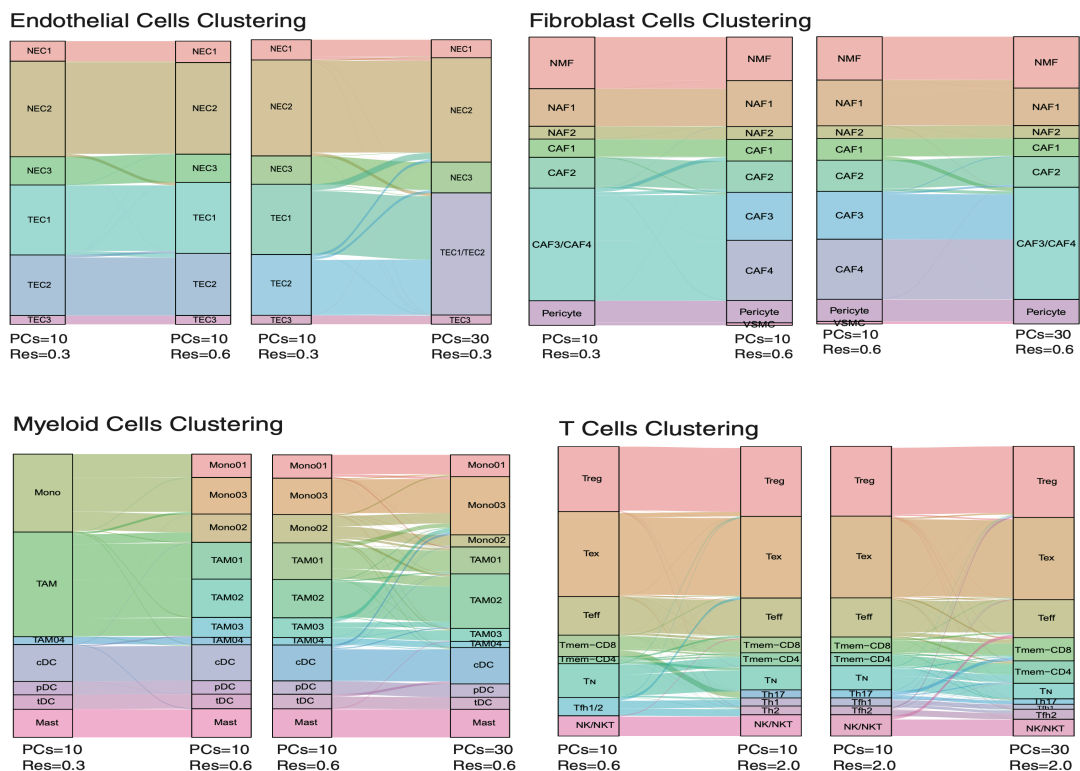 Endothelial Cells Clustering
NEC1
NEC2
NEC3
TEC1
TEC2
TEC3
PCs=10
Res=0.3
NEC1
NEC2
NEC3
TEC1
TEC2
TEC3
PCs=10
Res=0.6
NEC1
NEC2
NEC3
TEC1
TEC2
TEC3
PCs=10
Res=0.3
NEC1
NEC2
NEC3
TEC1/TEC2
TEC3
PCs=30
Res=0.3
Fibroblast Cells Clustering
NMF
NAF1
NAF2
CAF1
CAF2
CAF3/CAF4
Pericyte
PCs=10
Res=0.3
NMF
NAF1
NAF2
CAF1
CAF2
CAF3
CAF4
Pericyte
VSMC
PCs=10
Res=0.6
NMF
NAF1
NAF2
CAF1
CAF2
CAF3
CAF4
Pericyte
VSMC
PCs=10
Res=0.6
NMF
NAF1
NAF2
CAF1
CAF2
CAF3/CAF4
Pericyte
PCs=30
Res=0.6
Myeloid Cells Clustering
Mono
TAM
TAM04
cDC
pDC
tDC
Mast
PCs=10
Res=0.3
Mono01
Mono03
Mono02
TAM01
TAM02
TAM03
TAM04
cDC
pDC
tDC
Mast
PCs=10
Res=0.6
Mono01
Mono03
Mono02
TAM01
TAM02
TAM03
TAM04
cDC
pDC
tDC
Mast
PCs=10
Res=0.6
Mono01
Mono03
Mono02
TAM01
TAM02
TAM03
TAM04
cDC
pDC
tDC
Mast
PCs=30
Res=0.6
T Cells Clustering
Treg
Tex
Teff
Tmem-CD8
Tmem-CD4
TN
Tfh1/2
NK/NKT
PCs=10
Res=0.6
Treg
Tex
Teff
Tmem-CD8
Tmem-CD4
TN
Th17
Th1
Th2
NK/NKT
PCs=10
Res=2.0
Treg
Tex
Teff
Tmem-CD8
Tmem-CD4
TN
Th17
Tfh1
Tfh2
NK/NKT
PCs=10
Res=2.0
Treg
Tex
Teff
Tmem-CD8
Tmem-CD4
TN
Th17
Tfh2
NK/NKT
PCs=30
Res=2.0